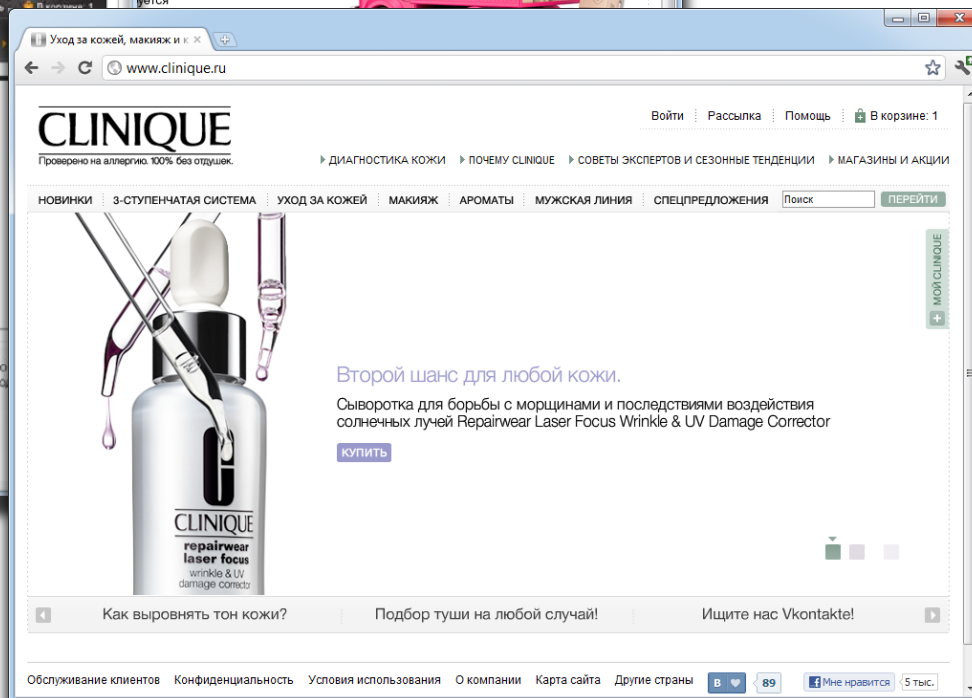 В корзине: 1
Уход за кожей, макияж и к
www.clinique.ru
CLINIQUE
Проверено на аллергию. 100% без отдушек.
Войти Рассылка Помощь В корзине: 1
ДИАГНОСТИКА КОЖИ ПОЧЕМУ CLINIQUE СОВЕТЫ ЭКСПЕРТОВ И СЕЗОННЫЕ ТЕНДЕНЦИИ МАГАЗИНЫ И АКЦИИ
НОВИНКИ 3-СТУПЕНЧАТАЯ СИСТЕМА УХОД ЗА КОЖЕЙ МАКИЯЖ АРОМАТЫ МУЖСКАЯ ЛИНИЯ СПЕЦПРЕДЛОЖЕНИЯ Поиск ПЕРЕЙТИ
МОЙ CLINIQUE
Второй шанс для любой кожи.
Сыворотка для борьбы с морщинами и последствиями воздействия
солнечных лучей Repairwear Laser Focus Wrinkle & UV Damage Corrector
КУПИТЬ
CLINIQUE
repairwear
laser focus
wrinkle & UV
damage corrector
Как выровнять тон кожи? Подбор туши на любой случай! Ищите нас Vkontakte!
Обслуживание клиентов Конфиденциальность Условия использования О компании Карта сайта Другие страны В 89 Мне нравится 5 тыс.